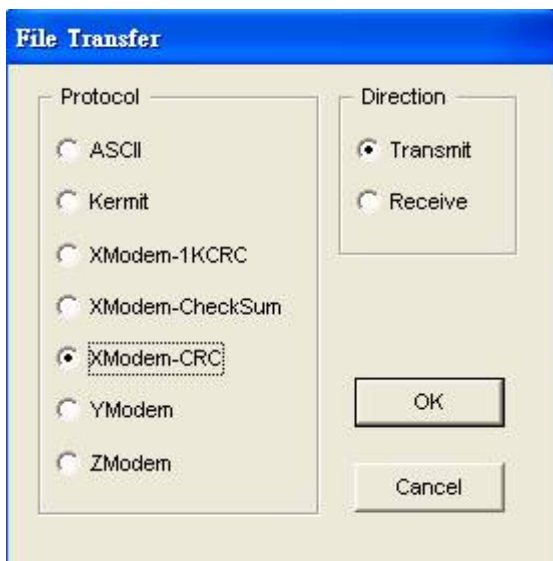 File Transfer
Protocol
ASCII
Kermit
XModem-1KCRC
XModem-CheckSum
XModem-CRC
YModem
ZModem
Direction
Transmit
Receive
OK
Cancel